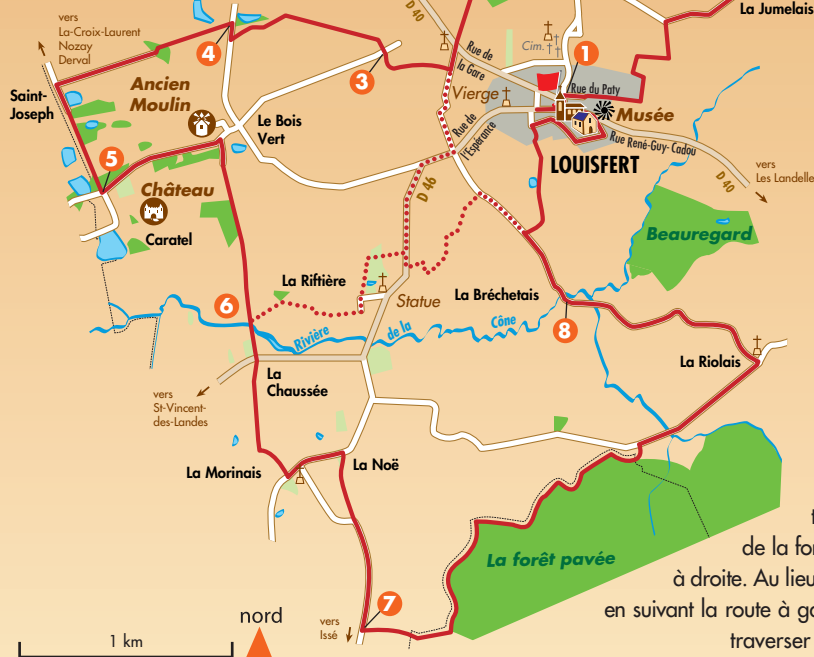 vers
La-Croix-Laurent
Nozay
Derval
D 40
La Jumelais
4
Cim.
1
Rue de
la Gare
3
Ancien
Moulin
Vierge
Rue du Paty
Musée
Saint-
Joseph
Le Bois
Vert
Rue de
l'Espérance
Rue René-Guy-Cadou
LOUISFERT
vers
Les Landelles
D 40
5
Château
D 46
Caratel
Beauregard
La Riftière
Statue
La Bréchetais
6
Rivière
de la
Cône
8
La Riolais
La
Chaussée
vers
St-Vincent-
des-Landes
La Morinais
La Noë
La forêt pavée
de la for
à droite. Au lieu
en suivant la route à ga
traverser
7
nord
vers
Issé
1 km